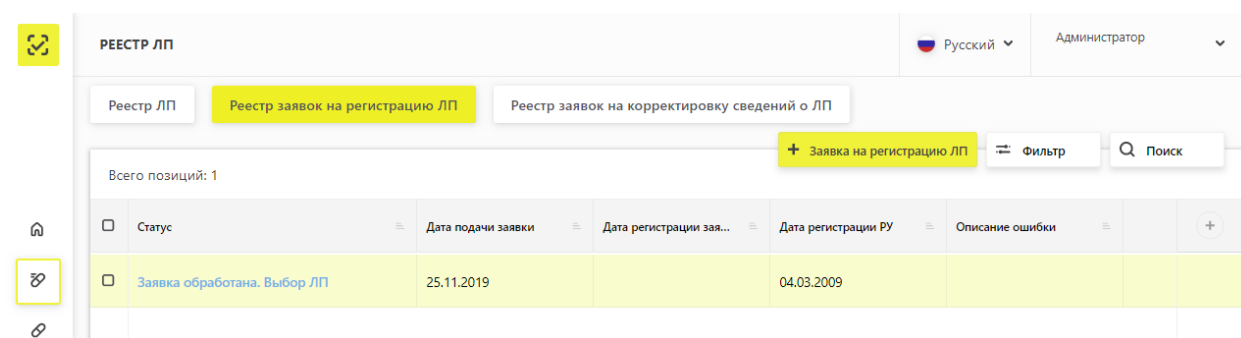 РЕЕСТР ЛП
Русский
Администратор
Реестр ЛП
Реестр заявок на регистрацию ЛП
Реестр заявок на корректировку сведений о ЛП
+ Заявка на регистрацию ЛП
Фильтр
Поиск
Всего позиций: 1
Статус
Дата подачи заявки
Дата регистрации зая...
Дата регистрации РУ
Описание ошибки
Заявка обработана. Выбор ЛП
25.11.2019
04.03.2009